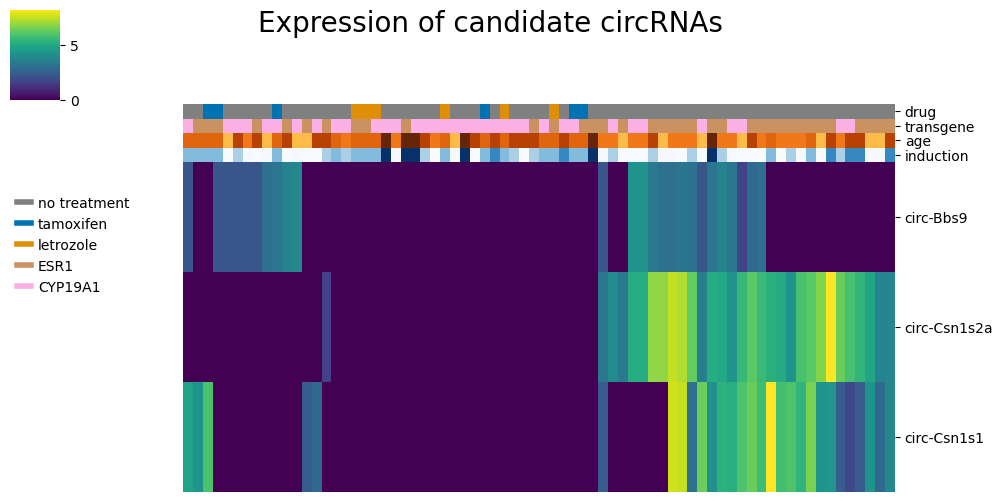 Expression of candidate circRNAs
5
0
drug
transgene
age
induction
no treatment
tamoxifen
letrozole
ESR1
CYP19A1
circ-Bbs9
circ-Csn1s2a
circ-Csn1s1